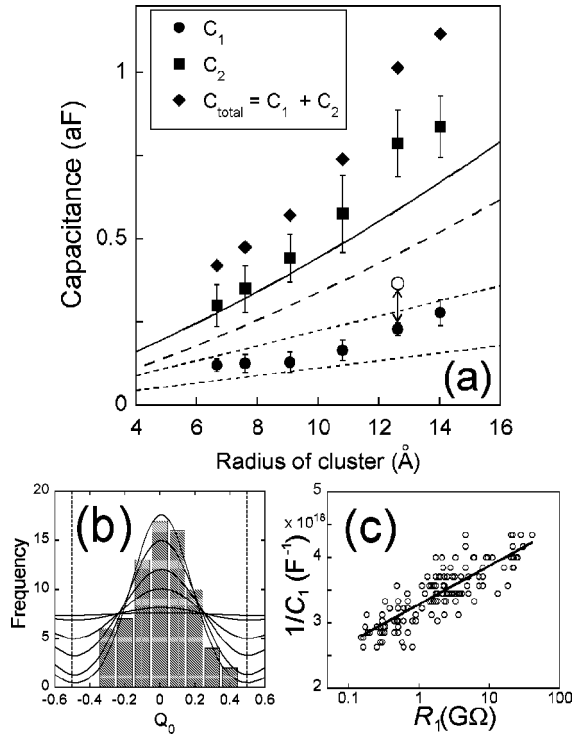 C1
C2
Ctotal = C1 + C2
1
0.5
0
Capacitance (aF)
4 6 8 10 12 14 16
Radius of cluster (Å)
(a)
(b)
20
15
10
5
0
Frequency
-0.6 -0.4 -0.2 0 0.2 0.4 0.6
Q0
(c)
5
x 10^18
4
3
2
1/C1 (F^-1)
0.1 1 10 100
R1(GΩ)